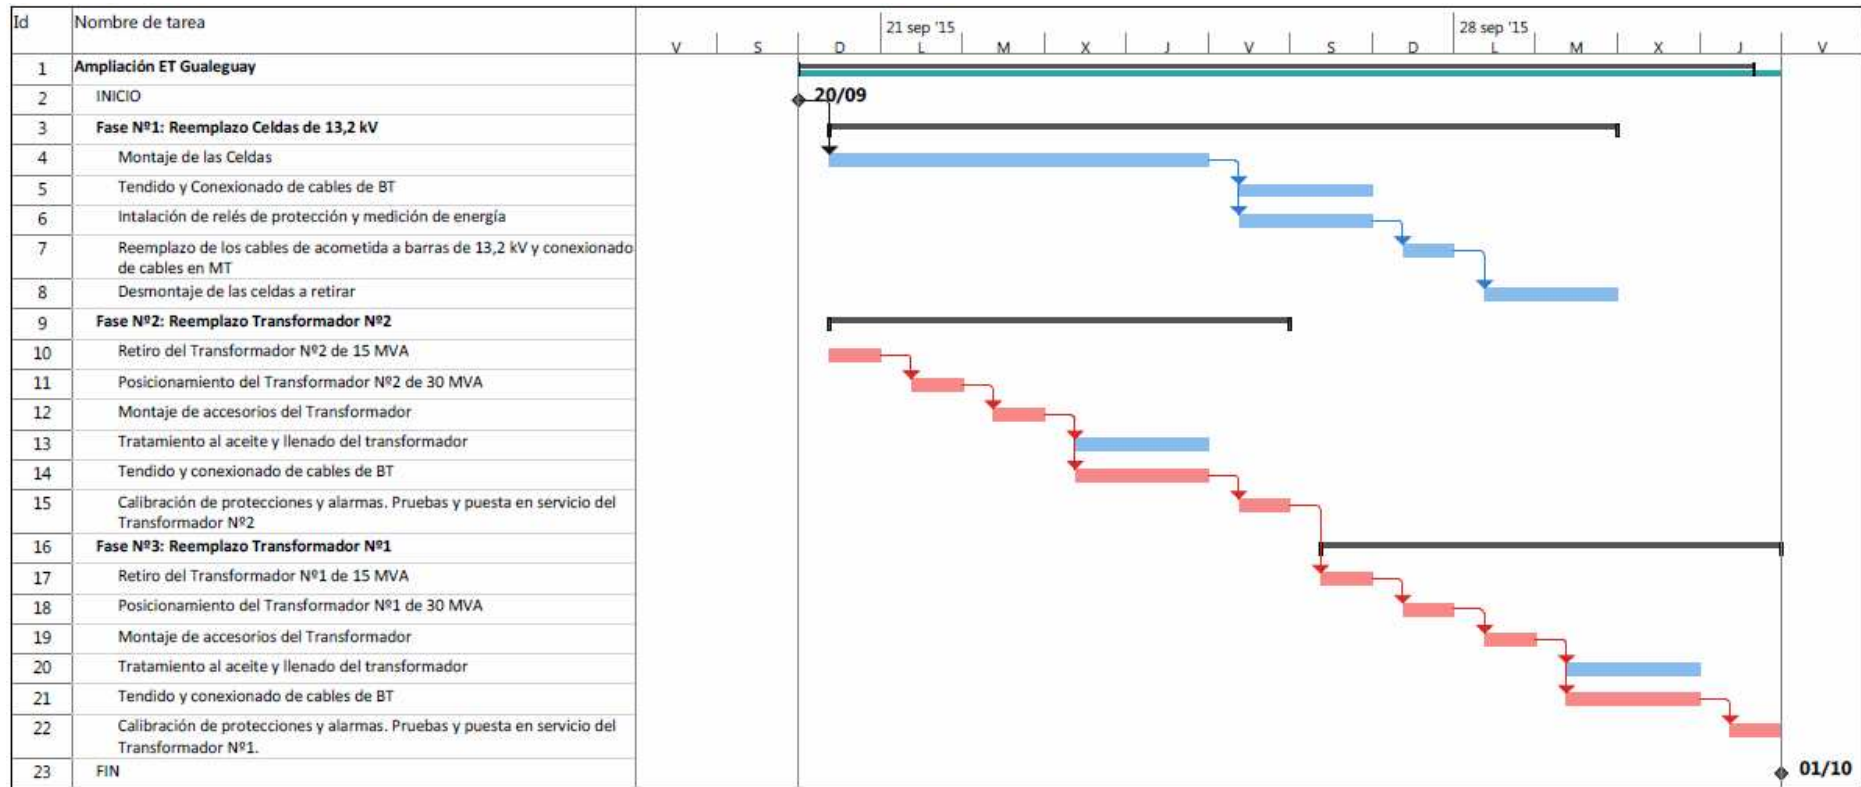 Id Nombre de tarea 21 sep '15 28 sep '15
V S D L M X J V S D L M X J V
1 Ampliación ET Gualeguay
2 INICIO 20/09
3 Fase Nº1: Reemplazo Celdas de 13,2 kV
4 Montaje de las Celdas
5 Tendido y Conexionado de cables de BT
6 Intalación de relés de protección y medición de energía
7 Reemplazo de los cables de acometida a barras de 13,2 kV y conexionado
de cables en MT
8 Desmontaje de las celdas a retirar
9 Fase Nº2: Reemplazo Transformador Nº2
10 Retiro del Transformador Nº2 de 15 MVA
11 Posicionamiento del Transformador Nº2 de 30 MVA
12 Montaje de accesorios del Transformador
13 Tratamiento al aceite y llenado del transformador
14 Tendido y conexionado de cables de BT
15 Calibración de protecciones y alarmas. Pruebas y puesta en servicio del
Transformador Nº2
16 Fase Nº3: Reemplazo Transformador Nº1
17 Retiro del Transformador Nº1 de 15 MVA
18 Posicionamiento del Transformador Nº1 de 30 MVA
19 Montaje de accesorios del Transformador
20 Tratamiento al aceite y llenado del transformador
21 Tendido y conexionado de cables de BT
22 Calibración de protecciones y alarmas. Pruebas y puesta en servicio del
Transformador Nº1.
23 FIN 01/10